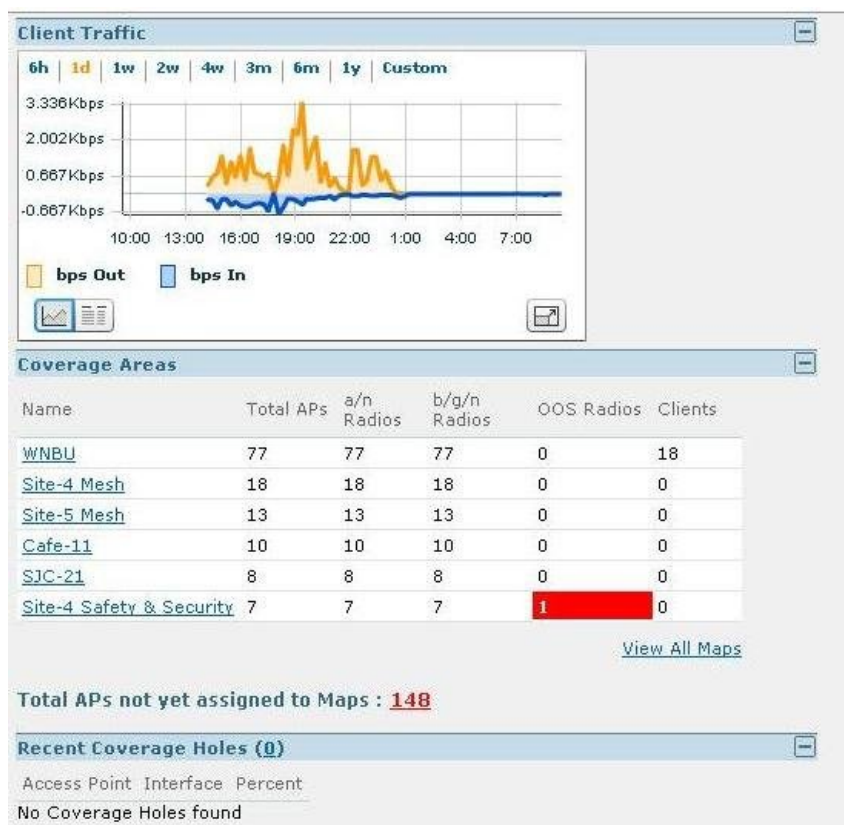 Client Traffic
6h | 1d | 1w | 2w | 4w | 3m | 6m | 1y | Custom
3.336Kbps
2.002Kbps
0.667Kbps
-0.667Kbps
10:00 13:00 16:00 19:00 22:00 1:00 4:00 7:00
bps Out bps In
Coverage Areas
Name Total APs a/n Radios b/g/n Radios OOS Radios Clients
WNBU 77 77 77 0 18
Site-4 Mesh 18 18 18 0 0
Site-5 Mesh 13 13 13 0 0
Cafe-11 10 10 10 0 0
SJC-21 8 8 8 0 0
Site-4 Safety & Security 7 7 7 1 0
View All Maps
Total APs not yet assigned to Maps : 148
Recent Coverage Holes (0)
Access Point Interface Percent
No Coverage Holes found